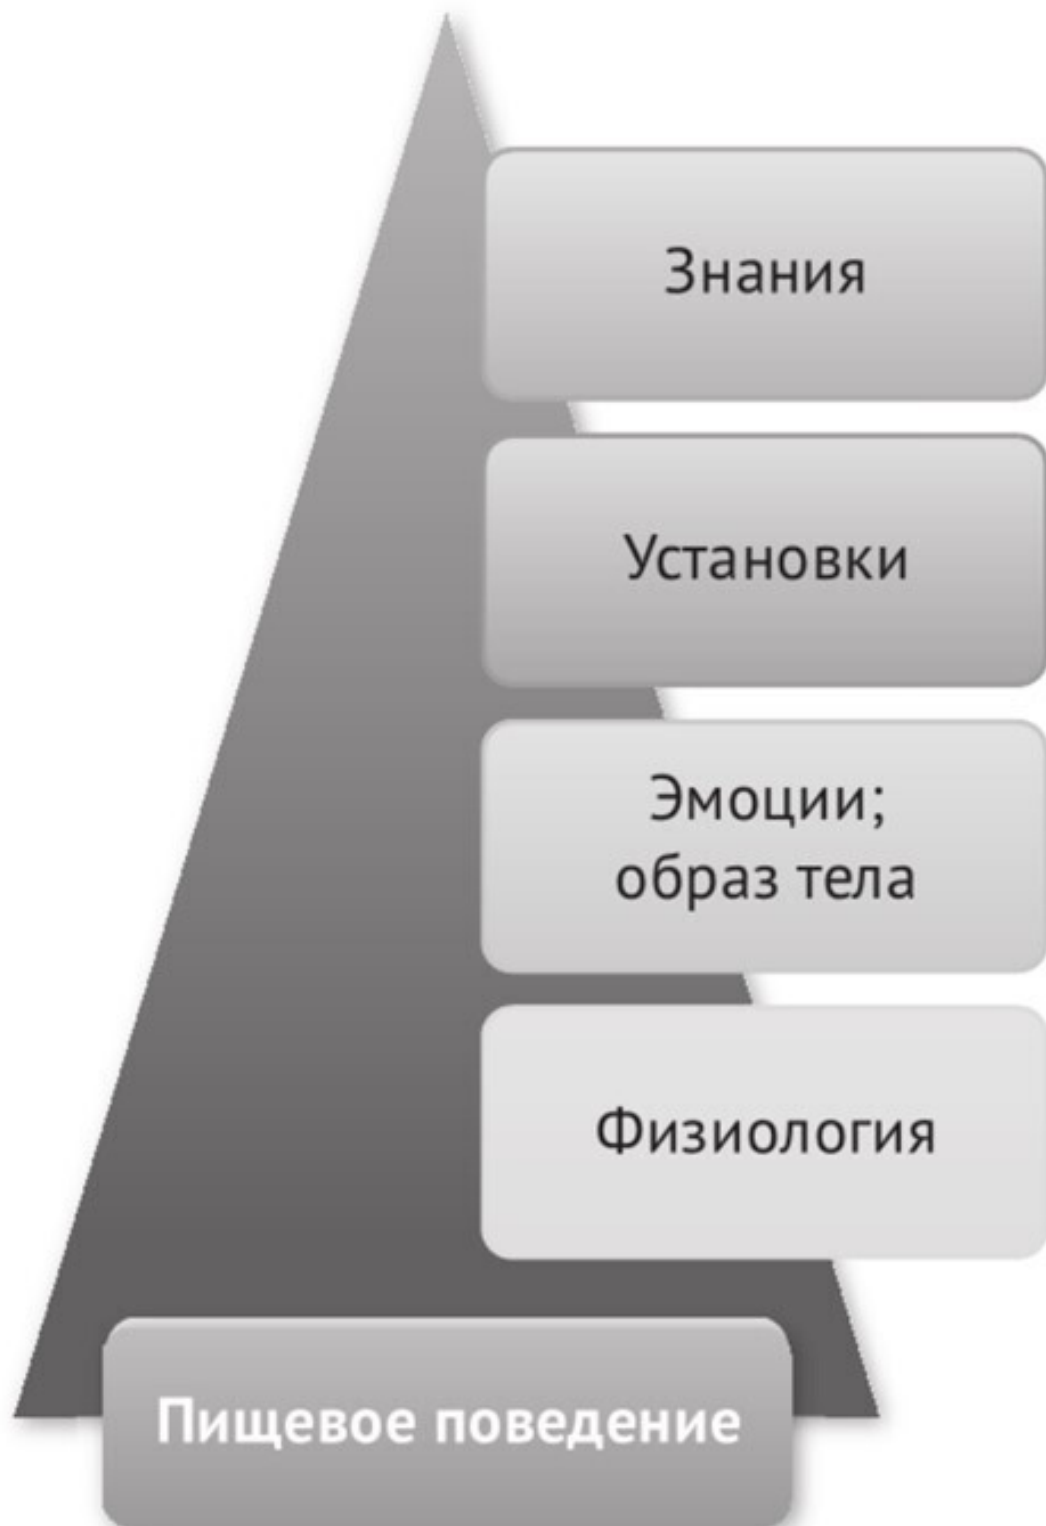 Знания
Установки
Эмоции;
образ тела
Физиология
Пищевое поведение